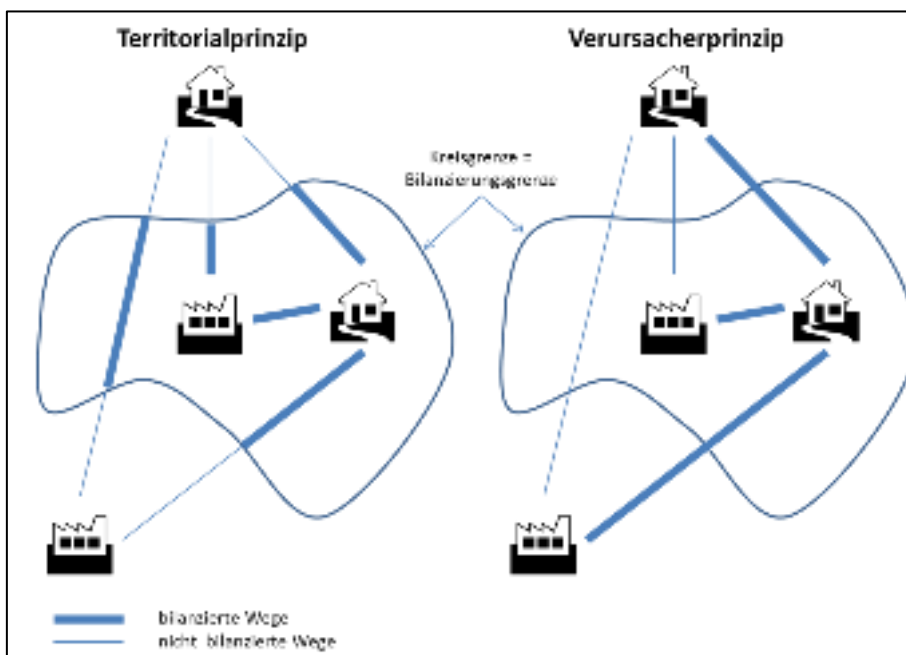 Territorialprinzip
Verursacherprinzip
Kreisgrenze =
Bilanzierungsgrenze
bilanzierte Wege
nicht bilanzierte Wege